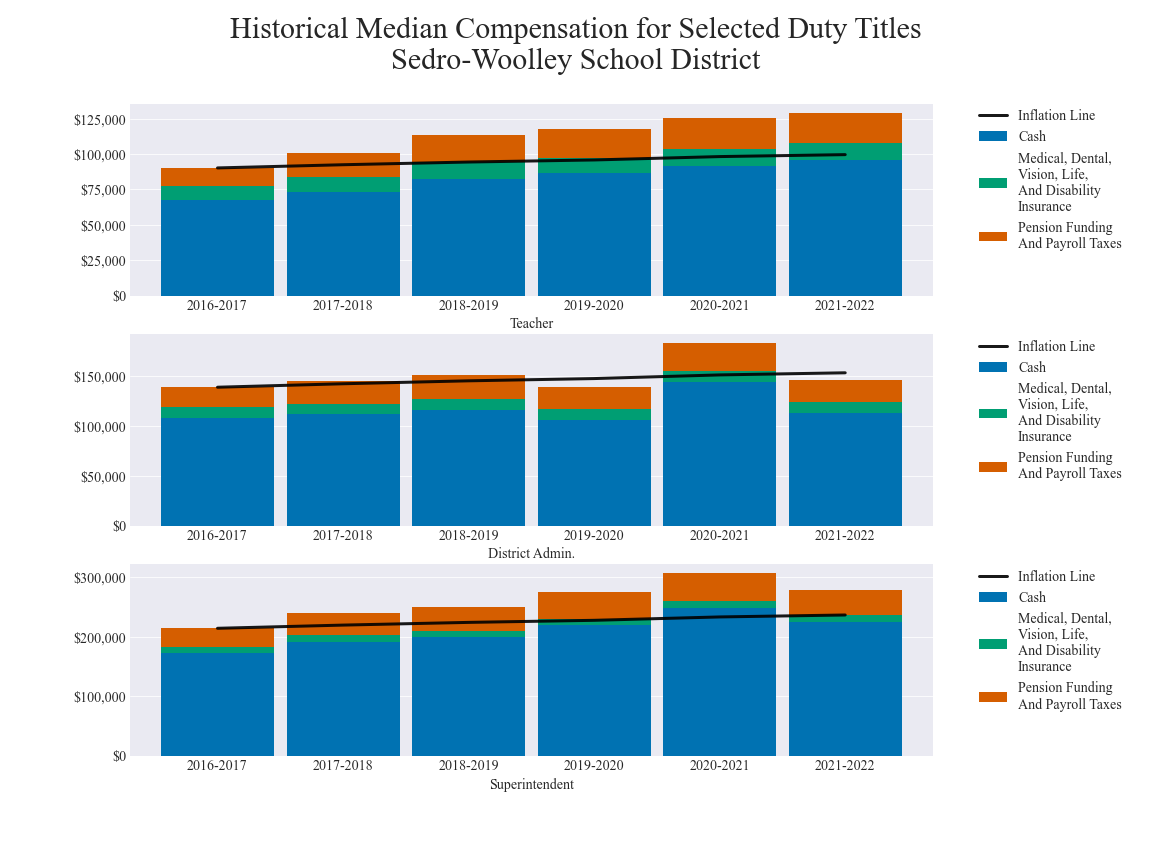 Historical Median Compensation for Selected Duty Titles
Sedro-Woolley School District
$125,000
$100,000
$75,000
$50,000
$25,000
$0
2016-2017
2017-2018
2018-2019
2019-2020
2020-2021
2021-2022
Teacher
Inflation Line
Cash
Medical, Dental,
Vision, Life,
And Disability
Insurance
Pension Funding
And Payroll Taxes
$150,000
$100,000
$50,000
$0
2016-2017
2017-2018
2018-2019
2019-2020
2020-2021
2021-2022
District Admin.
Inflation Line
Cash
Medical, Dental,
Vision, Life,
And Disability
Insurance
Pension Funding
And Payroll Taxes
$300,000
$200,000
$100,000
$0
2016-2017
2017-2018
2018-2019
2019-2020
2020-2021
2021-2022
Superintendent
Inflation Line
Cash
Medical, Dental,
Vision, Life,
And Disability
Insurance
Pension Funding
And Payroll Taxes